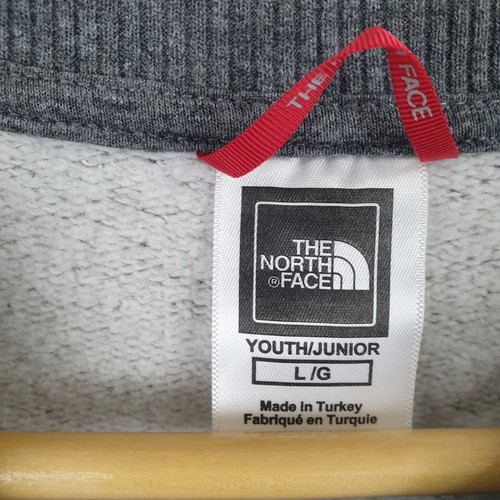 THE N
H FACE
THE
NORTH
® FACE
YOUTH/JUNIOR
L /G
Made in Turkey
Fabriqué en Turquie